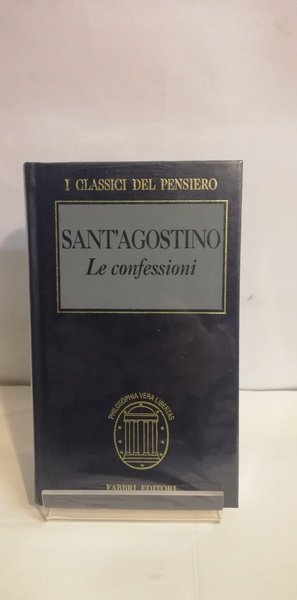 I CLASSICI DEL PENSIERO
SANT'AGOSTINO
Le confessioni
PHILOSOPHIA VERA LIBERTAS
FABBRI EDITORI